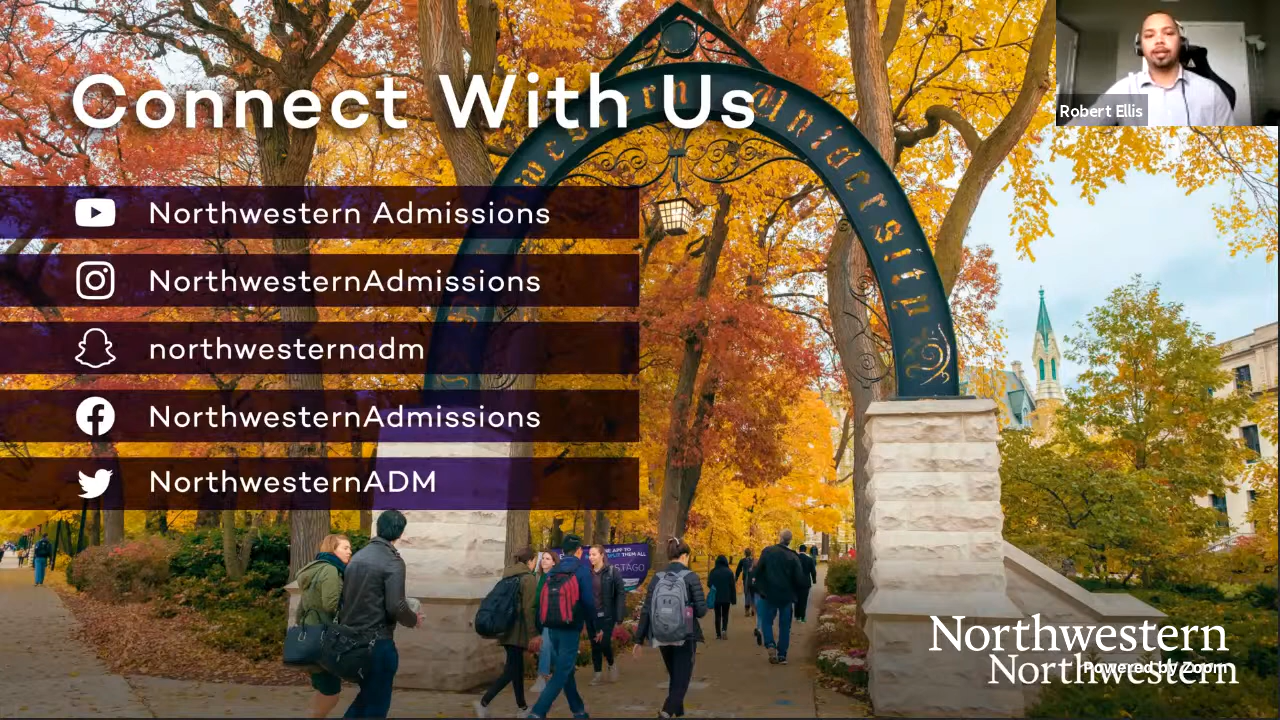 Connect With Us
Robert Ellis
Northwestern Admissions
NorthwesternAdmissions
northwesternadm
NorthwesternAdmissions
NorthwesternADM
Northwestern
Northwestern
Powered by Zoom